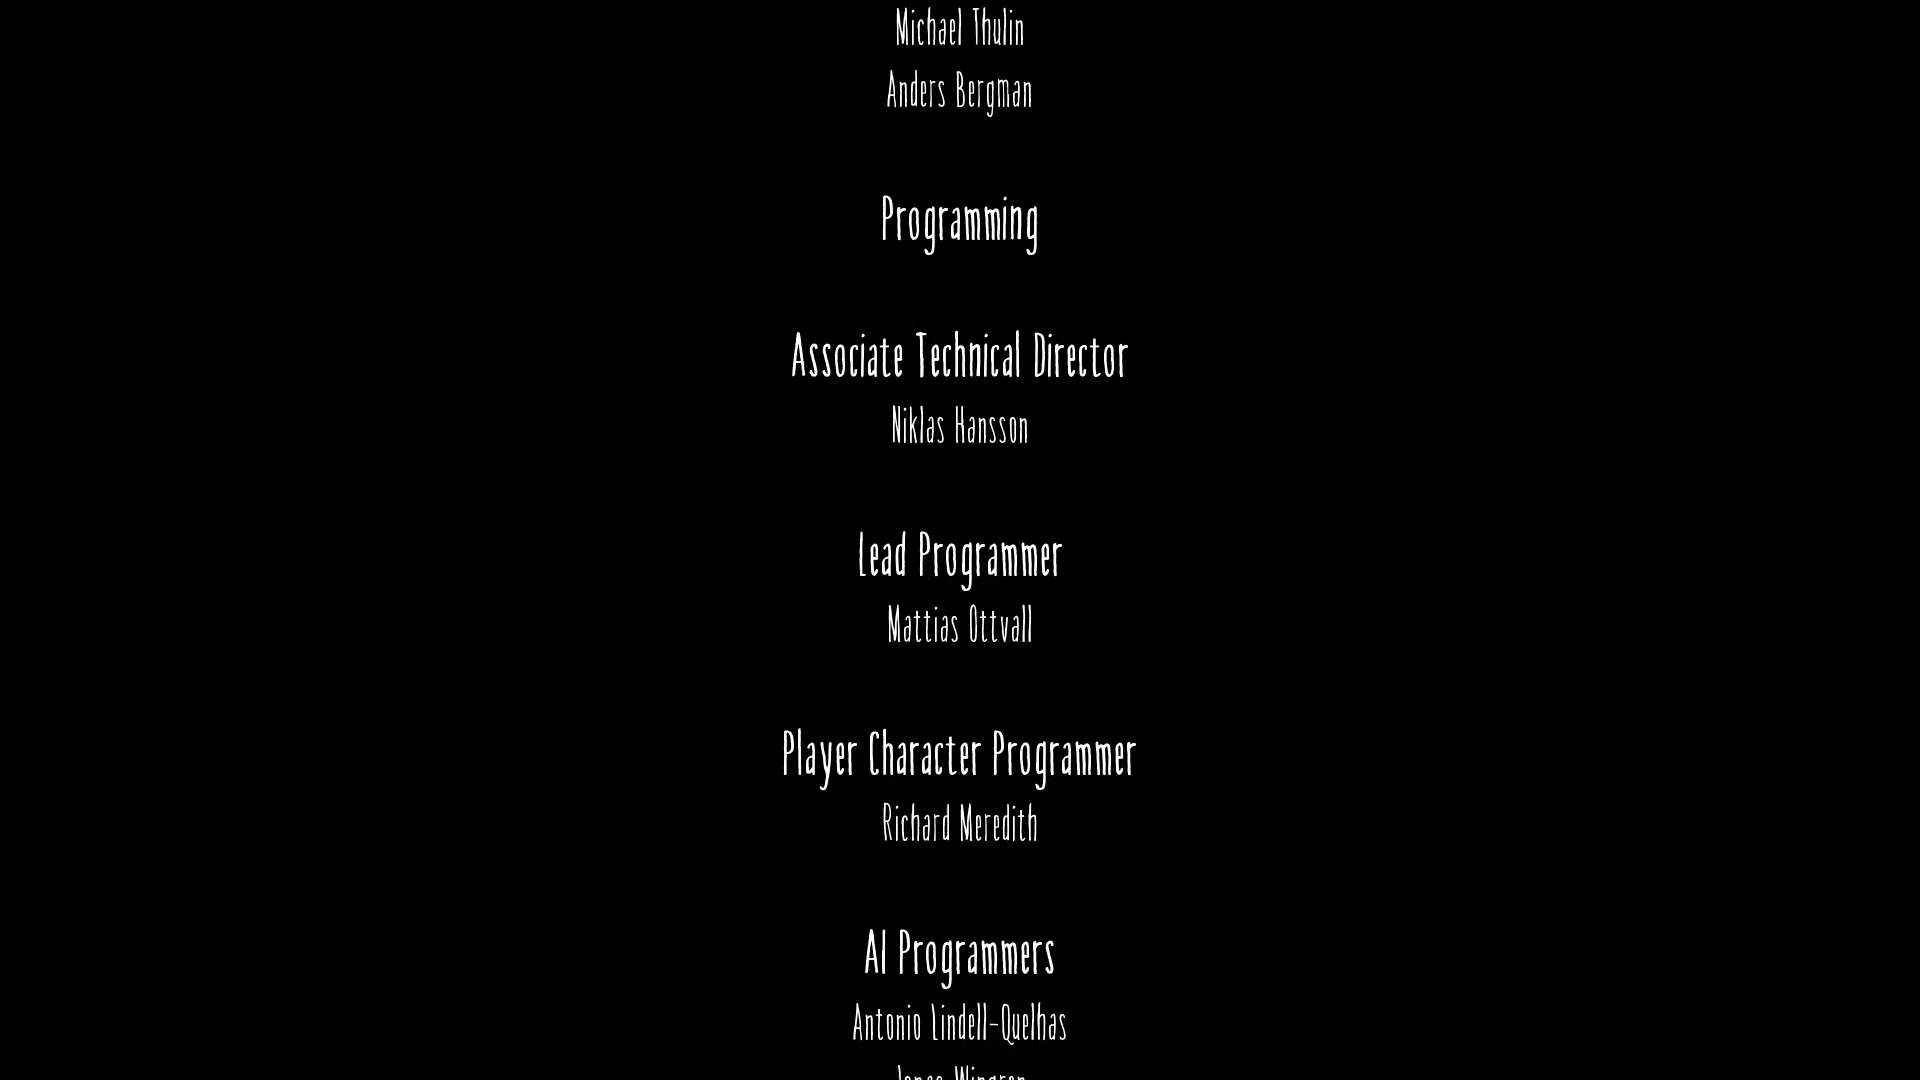 Michael Thulin
Anders Bergman
Programming
Associate Technical Director
Niklas Hansson
Lead Programmer
Mattias Ottvall
Player Character Programmer
Richard Meredith
AI Programmers
Antonio Lindell-Quelhas